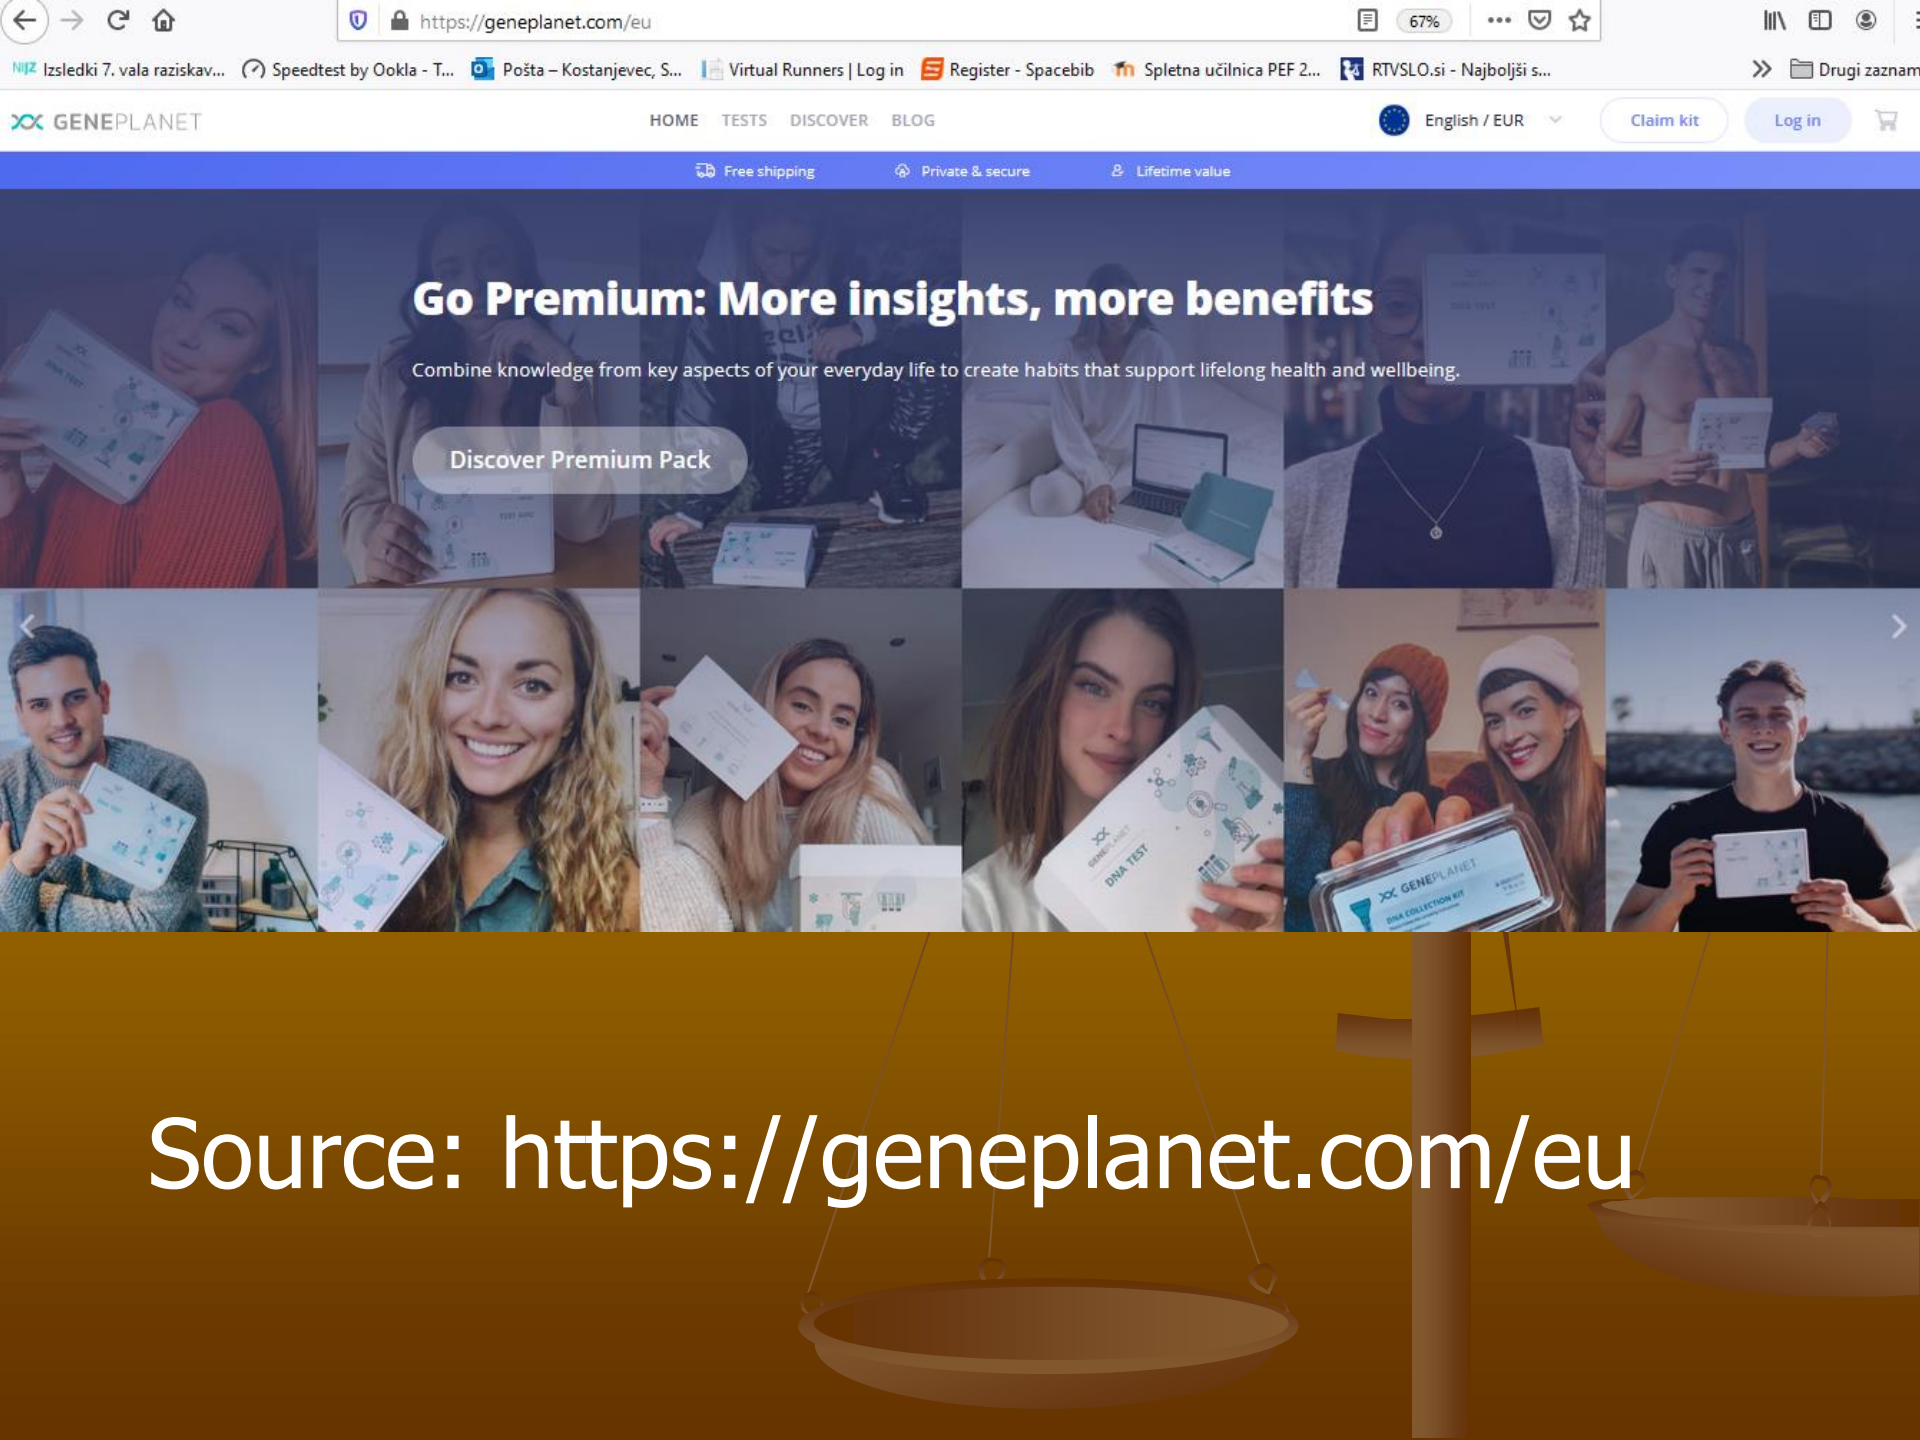 https://geneplanet.com/eu
67%
NIJZ Izsledki 7. vala raziskav... Speedtest by Ookla - T... Pošta – Kostanjevec, S... Virtual Runners | Log in Register - Spacebib Spletna učilnica PEF 2... RTVSLO.si - Najboljši s... Drugi zaznam
GENEPLANET HOME TESTS DISCOVER BLOG English / EUR Claim kit Log in
Free shipping Private & secure Lifetime value
Go Premium: More insights, more benefits
Combine knowledge from key aspects of your everyday life to create habits that support lifelong health and wellbeing.
Discover Premium Pack
DNA TEST
GENEPLANET
DNA TEST
GENEPLANET
DNA COLLECTION KIT
Source: https://geneplanet.com/eu